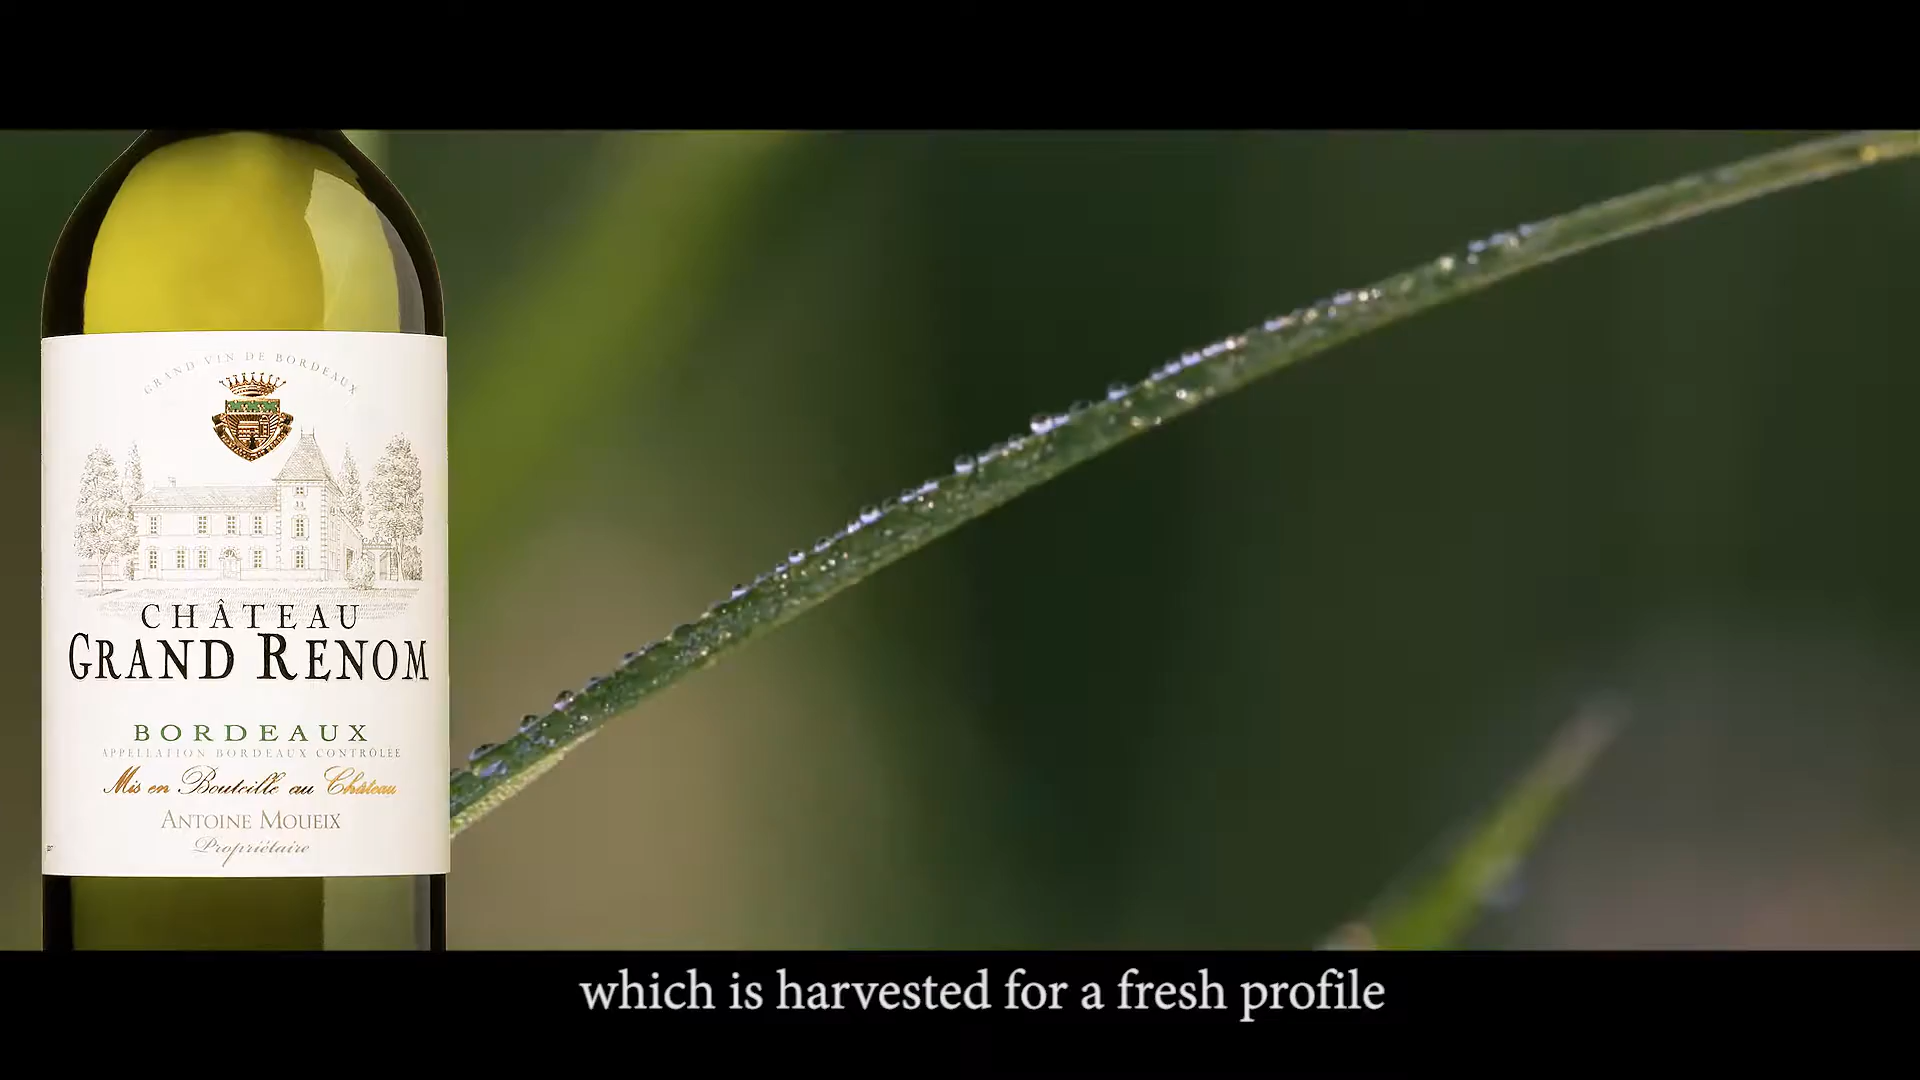 GRAND VIN DE BORDEAUX
CHÂTEAU
GRAND RENOM
BORDEAUX
APPELLATION BORDEAUX CONTRÔLÉE
Mis en Bouteille au Château
ANTOINE MOUEIX
Propriétaire
which is harvested for a fresh profile